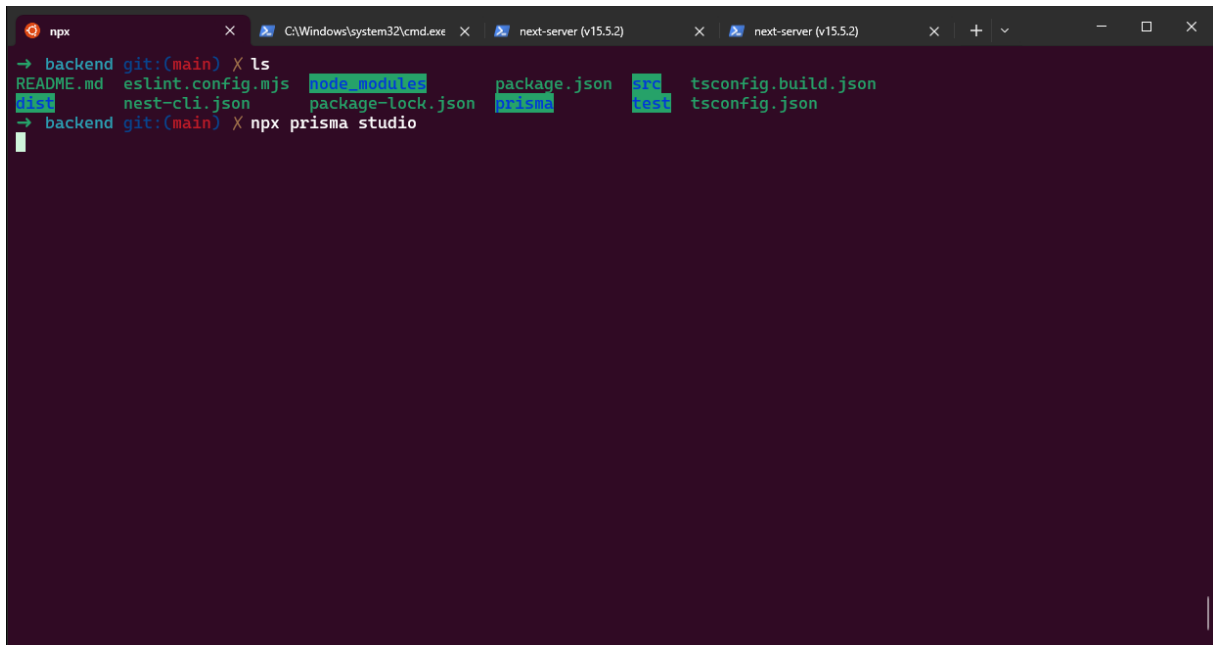 npx C:\Windows\system32\cmd.exe next-server (v15.5.2) next-server (v15.5.2)
→ backend git:(main) ✗ ls
README.md eslint.config.mjs node_modules package.json src tsconfig.build.json
dist nest-cli.json package-lock.json prisma test tsconfig.json
→ backend git:(main) ✗ npx prisma studio